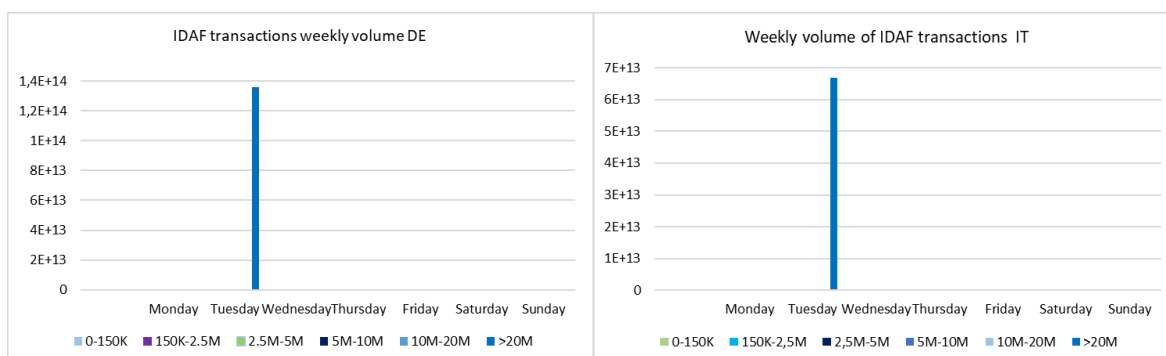 IDAF transactions weekly volume DE
1,4E+14
1,2E+14
1E+14
8E+13
6E+13
4E+13
2E+13
0
Monday Tuesday Wednesday Thursday Friday Saturday Sunday
0-150K 150K-2.5M 2.5M-5M 5M-10M 10M-20M >20M
Weekly volume of IDAF transactions IT
7E+13
6E+13
5E+13
4E+13
3E+13
2E+13
1E+13
0
Monday Tuesday Wednesday Thursday Friday Saturday Sunday
0-150K 150K-2,5M 2,5M-5M 5M-10M 10M-20M >20M